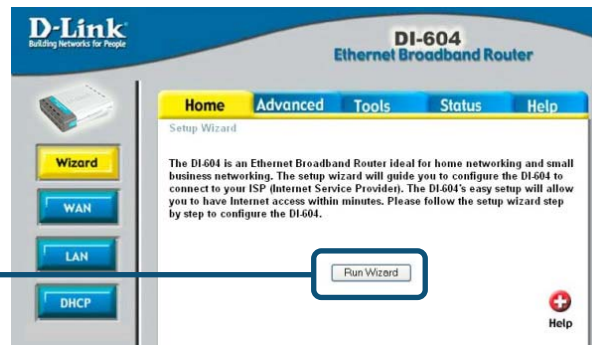 D-Link
Building Networks for People
DI-604
Ethernet Broadband Router
Home Advanced Tools Status Help
Setup Wizard
Wizard
WAN
LAN
DHCP
The DI-604 is an Ethernet Broadband Router ideal for home networking and small
business networking. The setup wizard will guide you to configure the DI-604 to
connect to your ISP (Internet Service Provider). The DI-604's easy setup will allow
you to have Internet access within minutes. Please follow the setup wizard step
by step to configure the DI-604.
Run Wizard
Help